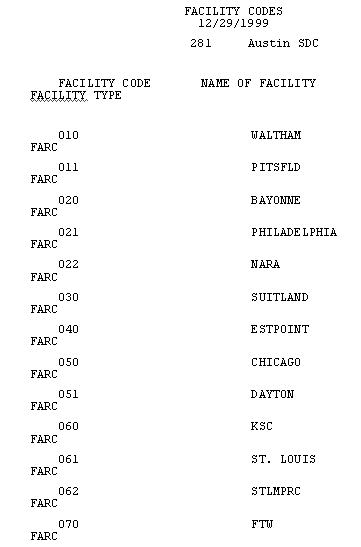 FACILITY CODES
12/29/1999
281 Austin SDC
FACILITY CODE NAME OF FACILITY
FACILITY TYPE
010 WALTHAM
FARC
011 PITSFLD
FARC
020 BAYONNE
FARC
021 PHILADELPHIA
FARC
022 NARA
FARC
030 SUITLAND
FARC
040 ESTPOINT
FARC
050 CHICAGO
FARC
051 DAYTON
FARC
060 KSC
FARC
061 ST. LOUIS
FARC
062 STLMPRC
FARC
070 FTW
FARC